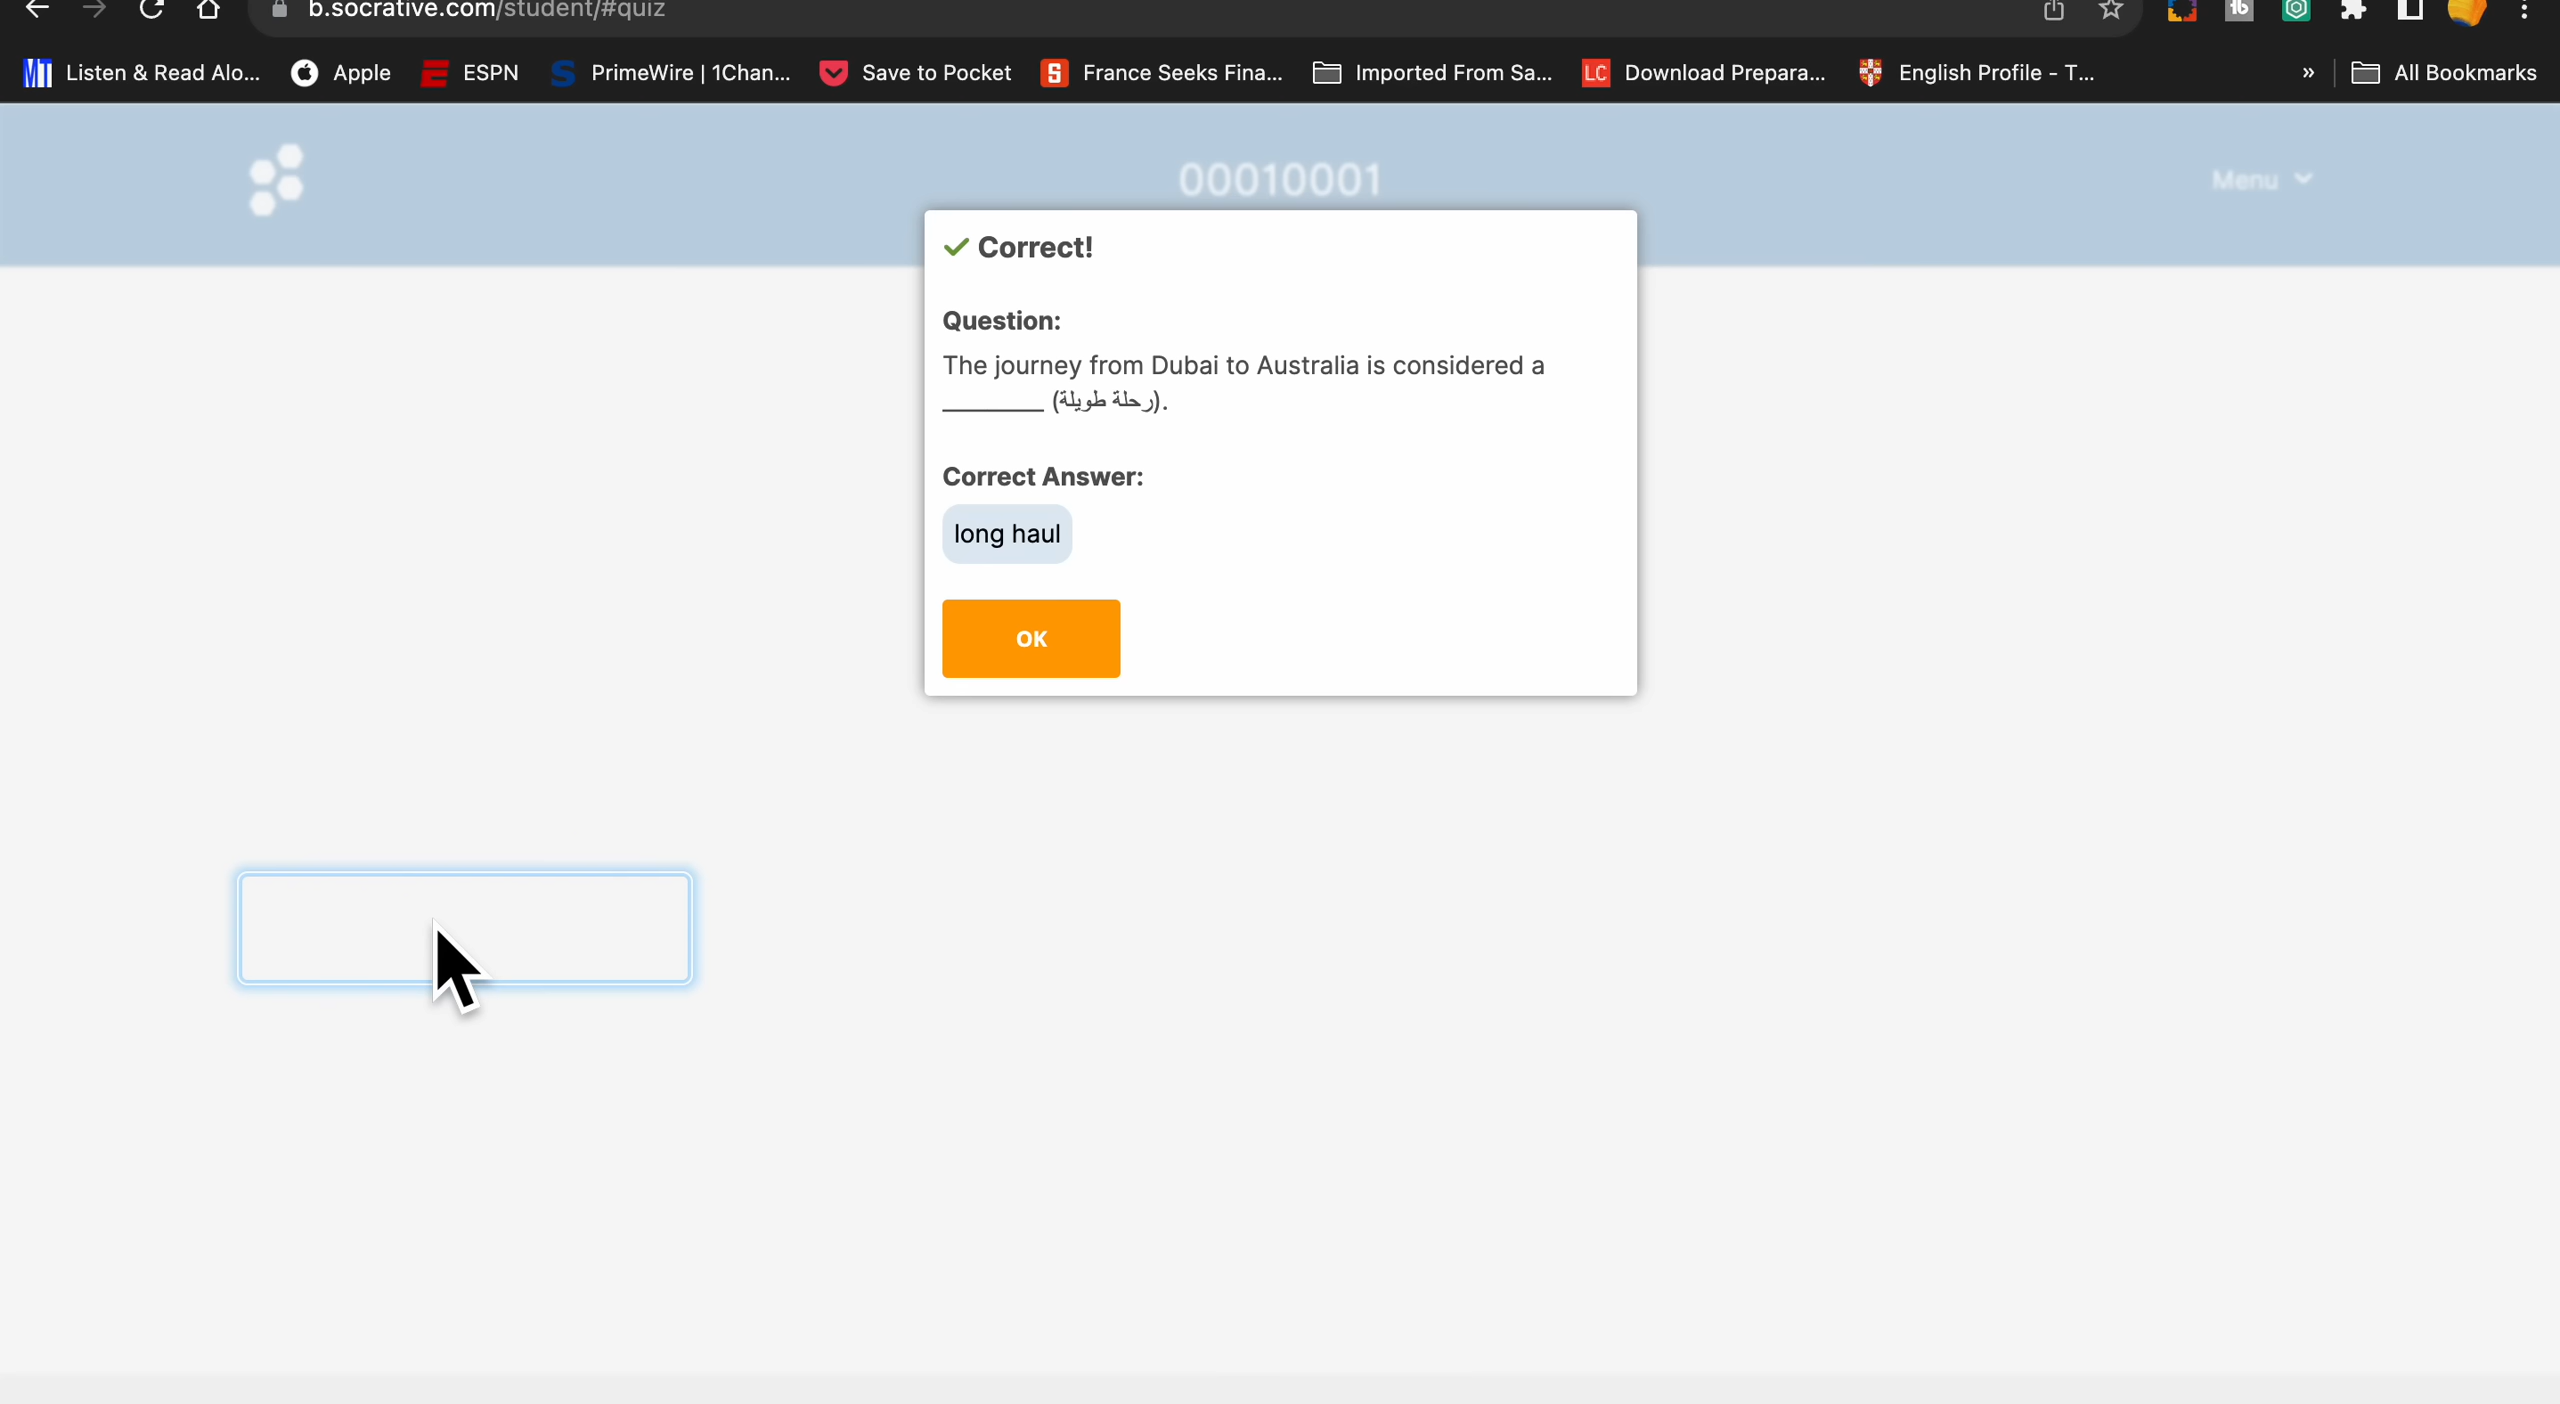 b.socrative.com/student/#quiz
Listen & Read Alo... Apple ESPN PrimeWire | 1Chan... Save to Pocket France Seeks Fina... Imported From Sa... LC Download Prepara... English Profile - T... » All Bookmarks
00010001 Menu
Correct!
Question:
The journey from Dubai to Australia is considered a
________ (رحلة طويلة).
Correct Answer:
long haul
OK